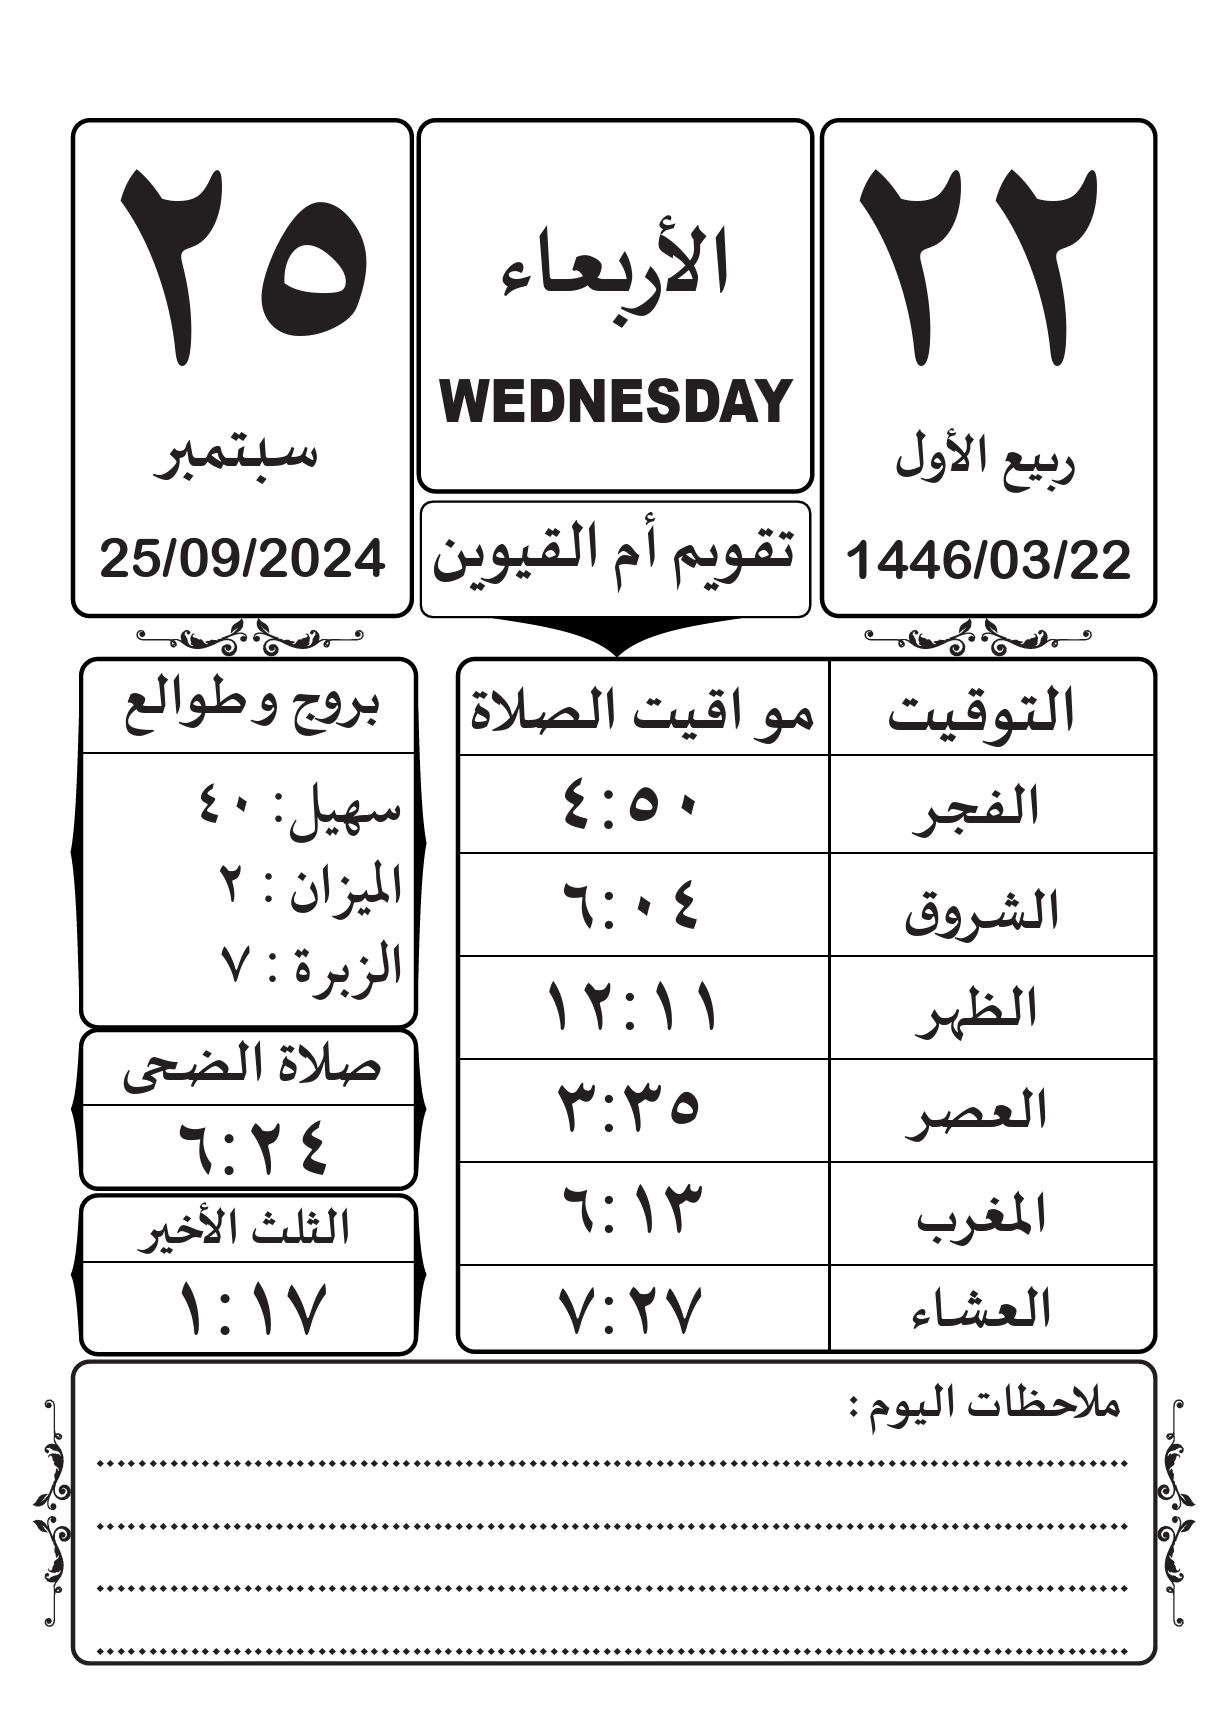 ٢٢
ربيع الأول
1446/03/22
الأربعاء
WEDNESDAY
تقويم أم القيوين
٢٥
سبتمبر
25/09/2024
التوقيت مو اقيت الصلاة
الفجر ٤:٥٠
الشروق ٦:٠٤
الظهر ١٢:١١
العصر ٣:٣٥
المغرب ٦:١٣
العشاء ٧:٢٧
بروج وطوالع
سهيل: ٤٠
الميزان : ٢
الزبرة : ٧
صلاة الضحى
٦:٢٤
الثلث الأخير
١:١٧
ملاحظات اليوم :